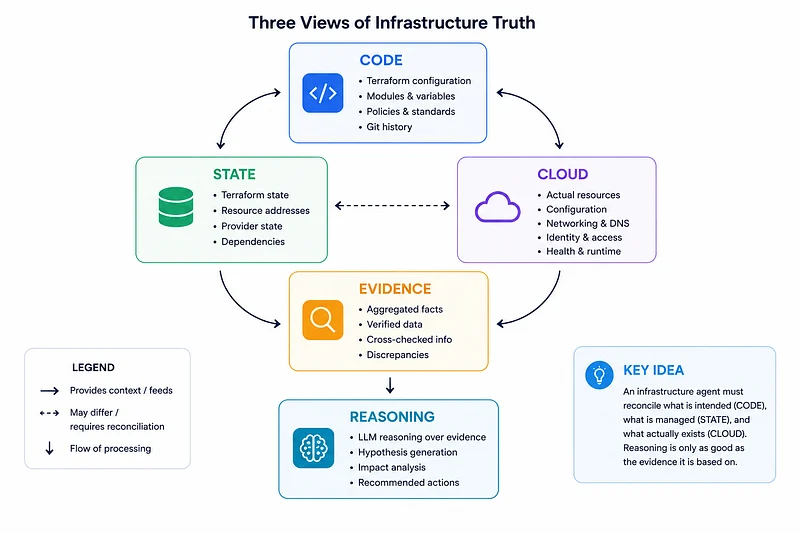 Three Views of Infrastructure Truth
CODE
</>
• Terraform configuration
• Modules & variables
• Policies & standards
• Git history
STATE
• Terraform state
• Resource addresses
• Provider state
• Dependencies
CLOUD
• Actual resources
• Configuration
• Networking & DNS
• Identity & access
• Health & runtime
EVIDENCE
• Aggregated facts
• Verified data
• Cross-checked info
• Discrepancies
REASONING
• LLM reasoning over evidence
• Hypothesis generation
• Impact analysis
• Recommended actions
LEGEND
Provides context / feeds
May differ /
requires reconciliation
Flow of processing
KEY IDEA
An infrastructure agent must
reconcile what is intended (CODE),
what is managed (STATE), and
what actually exists (CLOUD).
Reasoning is only as good as
the evidence it is based on.